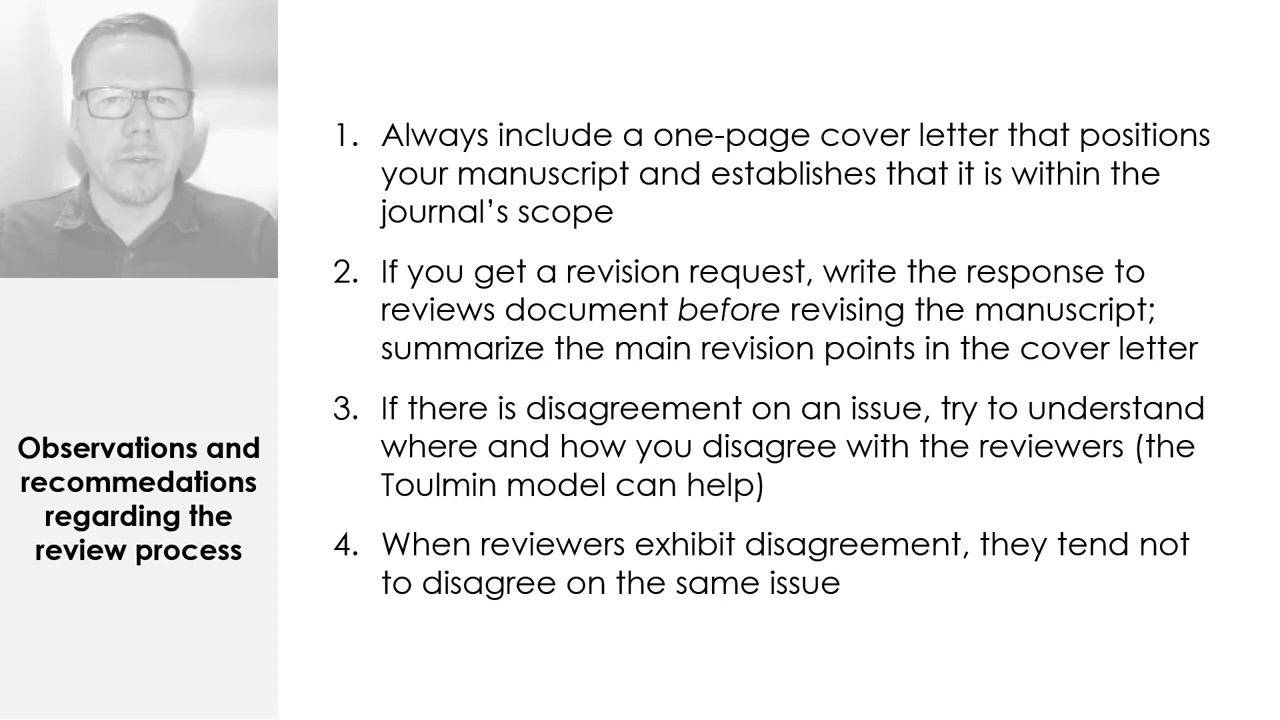 Observations and
recommedations
regarding the
review process
1. Always include a one-page cover letter that positions
your manuscript and establishes that it is within the
journal’s scope
2. If you get a revision request, write the response to
reviews document before revising the manuscript;
summarize the main revision points in the cover letter
3. If there is disagreement on an issue, try to understand
where and how you disagree with the reviewers (the
Toulmin model can help)
4. When reviewers exhibit disagreement, they tend not
to disagree on the same issue